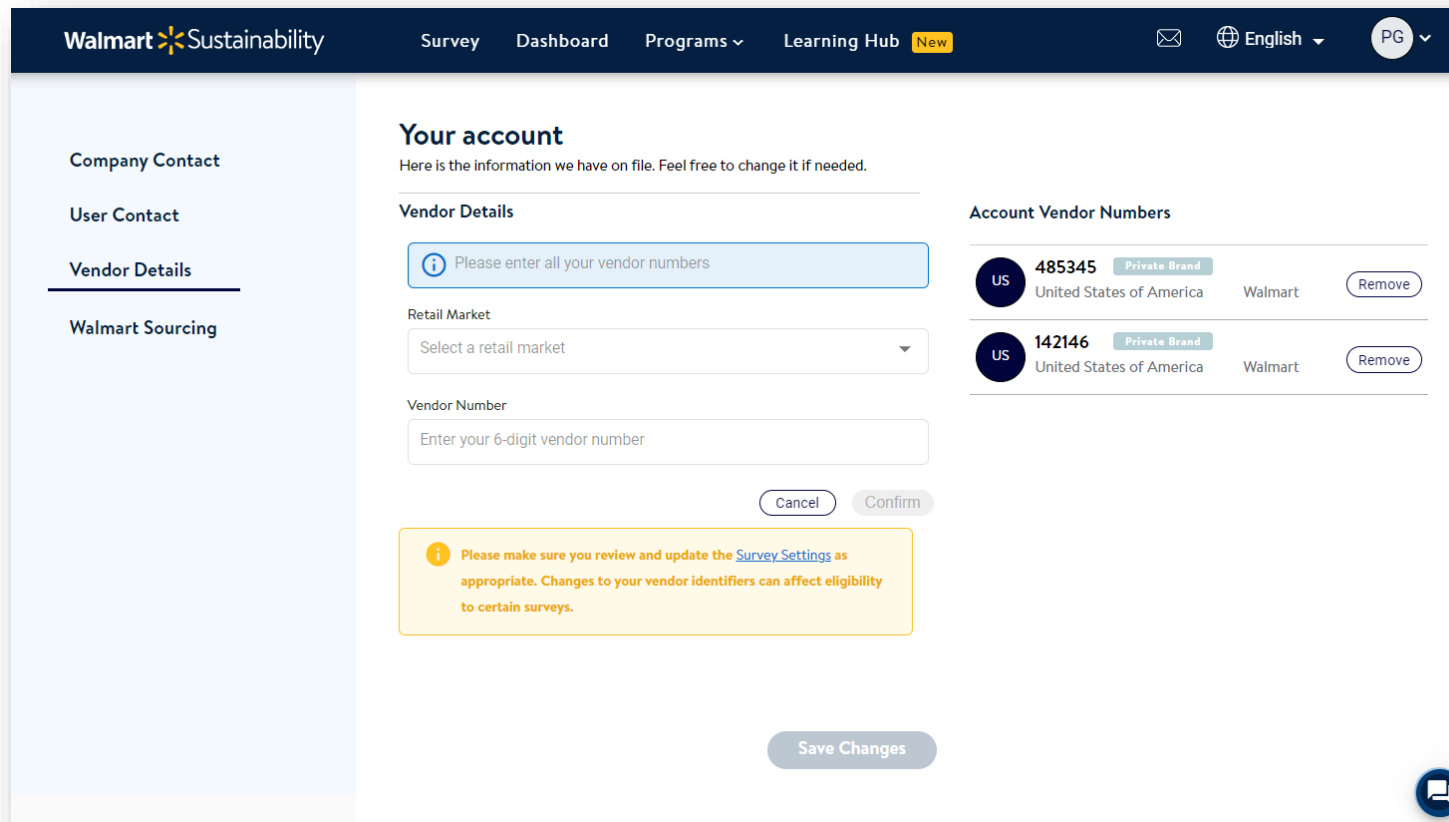 Walmart Sustainability
Survey Dashboard Programs Learning Hub New
English PG
Company Contact
User Contact
Vendor Details
Walmart Sourcing
Your account
Here is the information we have on file. Feel free to change it if needed.
Vendor Details
Please enter all your vendor numbers
Retail Market
Select a retail market
Vendor Number
Enter your 6-digit vendor number
Cancel Confirm
Please make sure you review and update the Survey Settings as
appropriate. Changes to your vendor identifiers can affect eligibility
to certain surveys.
Save Changes
Account Vendor Numbers
US 485345 Private Brand
United States of America Walmart Remove
US 142146 Private Brand
United States of America Walmart Remove